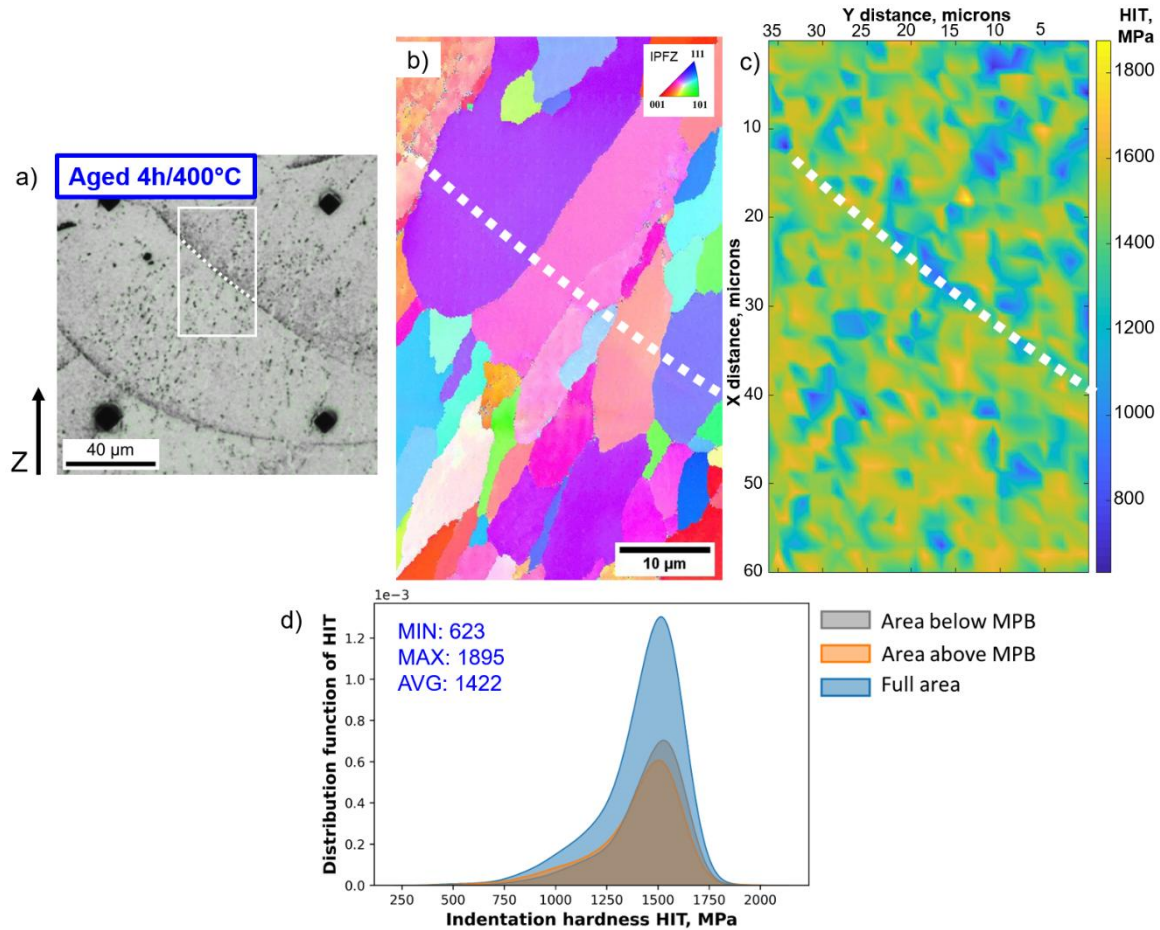 a)
Aged 4h/400°C
Z
40 µm
b)
IPFZ
111
001
101
10 µm
c)
Y distance, microns
35 30 25 20 15 10 5
X distance, microns
10
20
30
40
50
60
HIT,
MPa
1800
1600
1400
1200
1000
800
d)
1e-3
MIN: 623
MAX: 1895
AVG: 1422
Distribution function of HIT
1.2
1.0
0.8
0.6
0.4
0.2
0.0
250 500 750 1000 1250 1500 1750 2000
Indentation hardness HIT, MPa
Area below MPB
Area above MPB
Full area